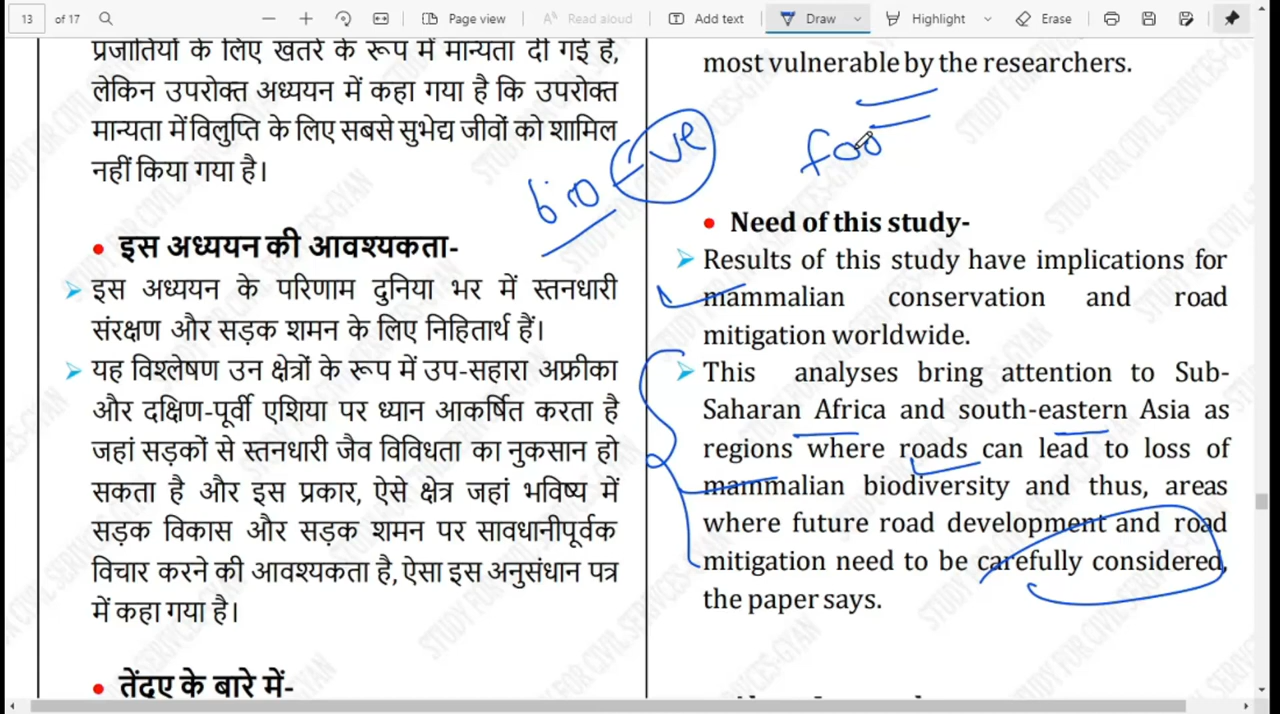 13 of 17 Page view Read aloud Add text Draw Highlight Erase
प्रजातियों के लिए खतरे के रूप में मान्यता दी गई है,
लेकिन उपरोक्त अध्ययन में कहा गया है कि उपरोक्त
मान्यता में विलुप्ति के लिए सबसे सुभेद्य जीवों को शामिल
नहीं किया गया है।
bio -ve
इस अध्ययन की आवश्यकता-
इस अध्ययन के परिणाम दुनिया भर में स्तनधारी
संरक्षण और सड़क शमन के लिए निहितार्थ हैं।
यह विश्लेषण उन क्षेत्रों के रूप में उप-सहारा अफ्रीका
और दक्षिण-पूर्वी एशिया पर ध्यान आकर्षित करता है
जहां सड़कों से स्तनधारी जैव विविधता का नुकसान हो
सकता है और इस प्रकार, ऐसे क्षेत्र जहां भविष्य में
सड़क विकास और सड़क शमन पर सावधानीपूर्वक
विचार करने की आवश्यकता है, ऐसा इस अनुसंधान पत्र
में कहा गया है।
तेंदुए के बारे में-
most vulnerable by the researchers.
foo
Need of this study-
Results of this study have implications for
mammalian conservation and road
mitigation worldwide.
This analyses bring attention to Sub-
Saharan Africa and south-eastern Asia as
regions where roads can lead to loss of
mammalian biodiversity and thus, areas
where future road development and road
mitigation need to be carefully considered,
the paper says.
STUDY FOR CIVIL SERVICES-GYAN